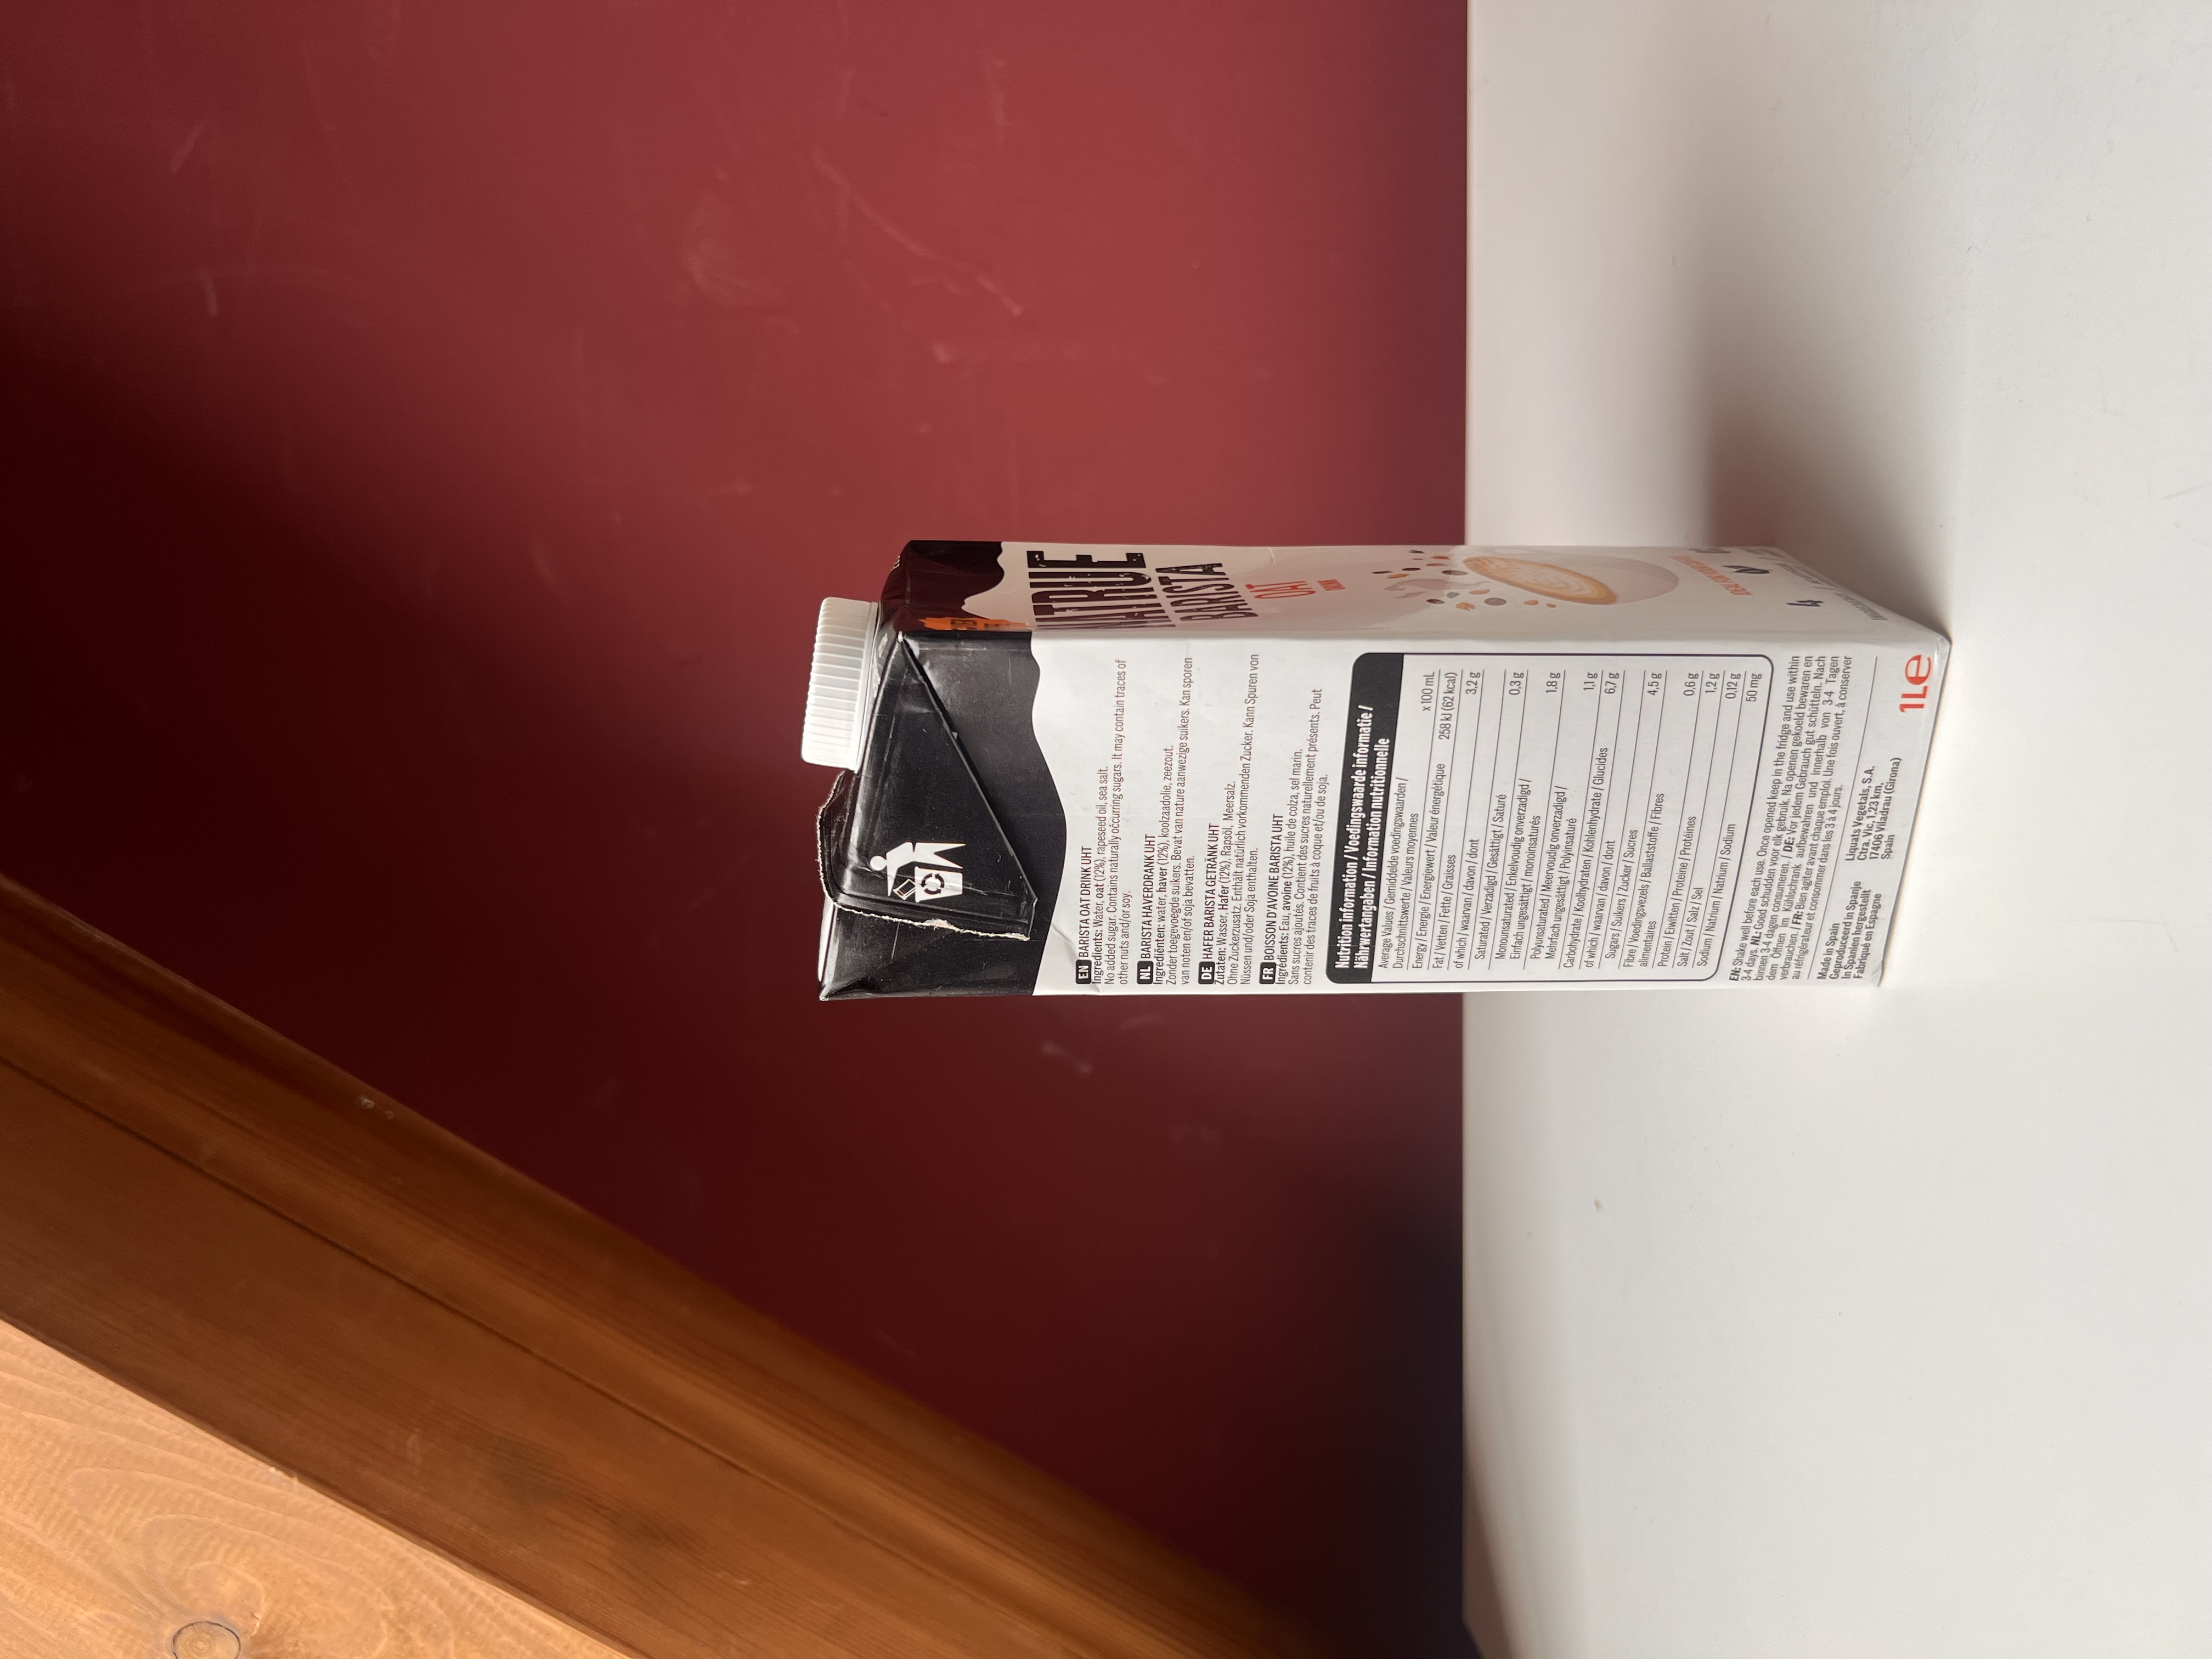 EN BARISTA OAT DRINK UHT
Ingredients: Water, oat (12%), rapeseed oil, sea salt.
No added sugar. Contains naturally occurring sugars. It may contain traces of
other nuts and/or soy.
NL BARISTA HAVERDRANK UHT
Ingrediënten: water, haver (12%), koolzaadolie, zeezout.
Zonder toegevoegde suikers. Bevat van nature aanwezige suikers. Kan sporen
van noten en/of soja bevatten.
DE HAFER BARISTA GETRÄNK UHT
Zutaten: Wasser, Hafer (12%), Rapsöl, Meersalz.
Ohne Zuckerzusatz. Enthält natürlich vorkommenden Zucker. Kann Spuren von
Nüssen und/oder Soja enthalten.
FR BOISSON D'AVOINE BARISTA UHT
Ingrédients: Eau, avoine (12%), huile de colza, sel marin.
Sans sucres ajoutés. Contient des sucres naturellement présents. Peut
contenir des traces de fruits à coque et/ou de soja.
Nutrition information / Voedingswaarde informatie /
Nährwertangaben / Information nutritionnelle
Average Values / Gemiddelde voedingswaarden /
Durchschnittswerte / Valeurs moyennes x 100 mL
Energy / Energie / Energiewert / Valeur énergétique 258 kJ (62 kcal)
Fat / Vetten / Fette / Graisses 3,2 g
of which / waarvan / davon / dont
Saturated / Verzadigd / Gesättigt / Saturé 0,3 g
Monounsaturated / Enkelvoudig onverzadigd /
Einfach ungesättigt / monoinsaturés 1,8 g
Polyunsaturated / Meervoudig onverzadigd /
Mehrfach ungesättigt / Polyinsaturé 1,1 g
Carbohydrate / Koolhydraten / Kohlenhydrate / Glucides 6,7 g
of which / waarvan / davon / dont
Sugars / Suikers / Zucker / Sucres 4,5 g
Fibre / Voedingsvezels / Ballaststoffe / Fibres
alimentaires 0,6 g
Protein / Eiwitten / Proteine / Protéines 1,2 g
Salt / Zout / Salz / Sel 0,12 g
Sodium / Natrium / Natrium / Sodium 50 mg
EN: Shake well before each use. Once opened keep in the fridge and use within
3-4 days. NL: Goed schudden voor elk gebruik. Na openen gekoeld bewaren en
binnen 3-4 dagen consumeren. / DE: Vor jedem Gebrauch gut schütteln. Nach
dem Öffnen im Kühlschrank aufbewahren und innerhalb von 3-4 Tagen
verbrauchen. / FR: Bien agiter avant chaque emploi. Une fois ouvert, à conserver
au réfrigérateur et consommer dans les 3 à 4 jours.
Made in Spain
Geproduceerd in Spanje
In Spanien hergestellt
Fabriqué en Espagne
Liquats Vegetals, S.A.
Ctra. Vic, 1,23 km,
17406 Viladrau (Girona)
Spain
1L e
NATRUE
BARISTA
OAT
DRINK
IDEAL FOR YOUR
4